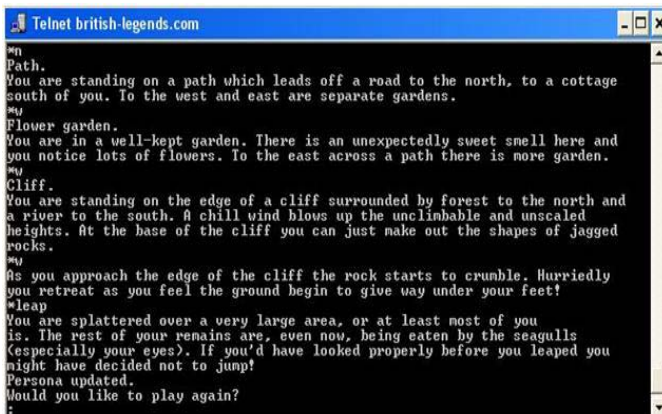 Telnet british-legends.com
*n
Path.
You are standing on a path which leads off a road to the north, to a cottage
south of you. To the west and east are separate gardens.
*w
Flower garden.
You are in a well-kept garden. There is an unexpectedly sweet smell here and
you notice lots of flowers. To the east across a path there is more garden.
*w
Cliff.
You are standing on the edge of a cliff surrounded by forest to the north and
a river to the south. A chill wind blows up the unclimbable and unscaled
heights. At the base of the cliff you can just make out the shapes of jagged
rocks.
*w
As you approach the edge of the cliff the rock starts to crumble. Hurriedly
you retreat as you feel the ground begin to give way under your feet!
*leap
You are splattered over a very large area, or at least most of you
is. The rest of your remains are, even now, being eaten by the seagulls
(especially your eyes). If you'd have looked properly before you leaped you
might have decided not to jump!
Persona updated.
Would you like to play again?